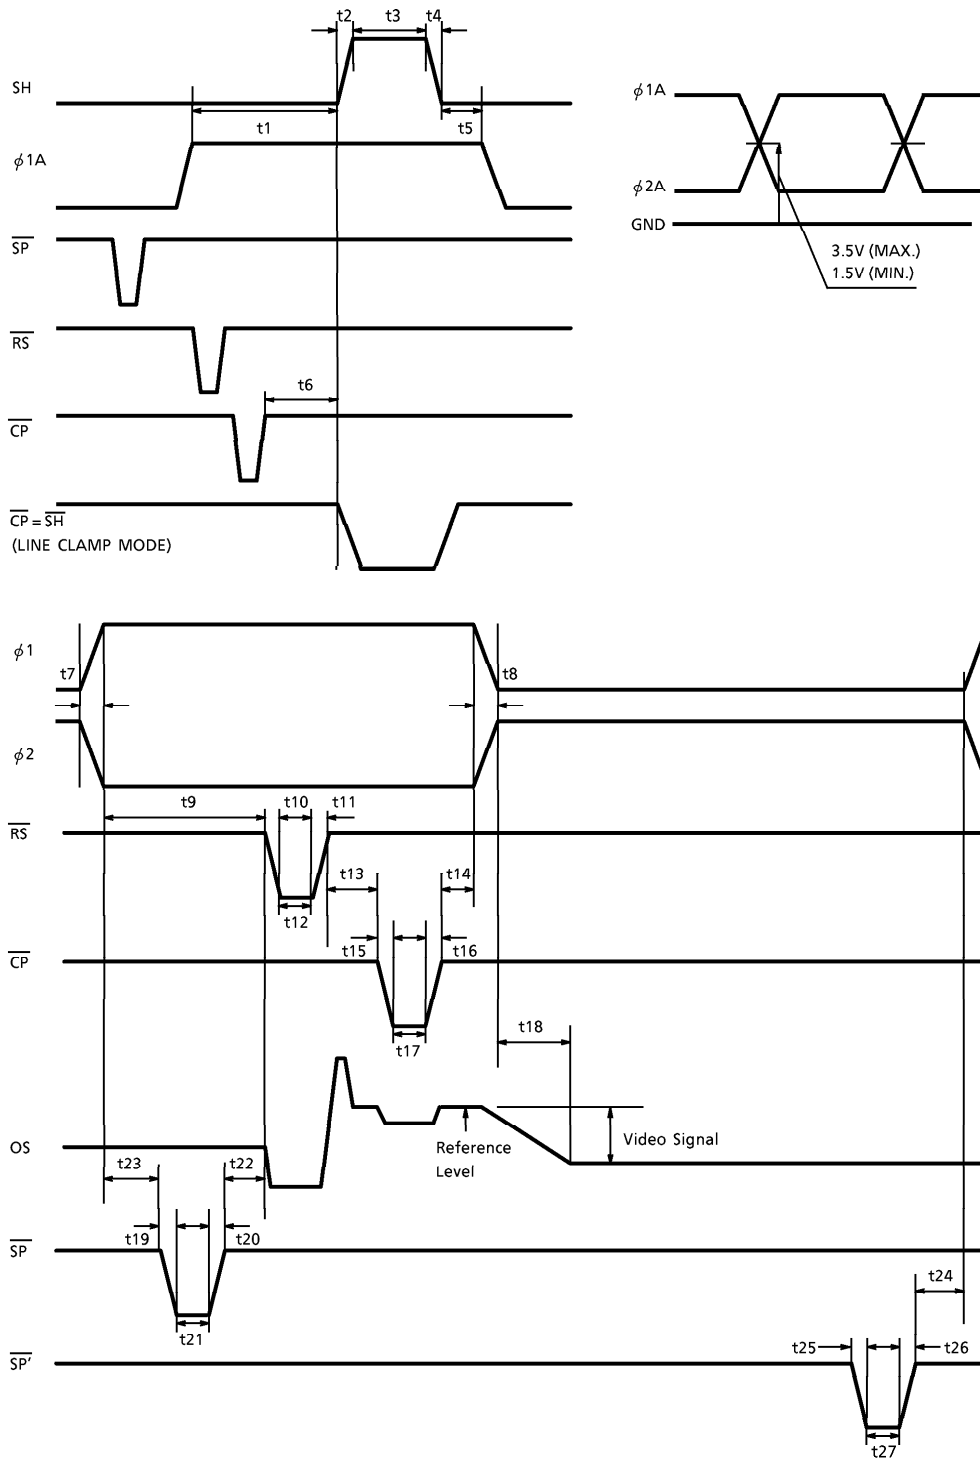 t2 t3 t4
SH
t1 t5
ϕ1A
SP
RS
t6
CP
CP = SH
(LINE CLAMP MODE)
ϕ1A
ϕ2A
GND
3.5V (MAX.)
1.5V (MIN.)
ϕ1
t7 t8
ϕ2
t9 t10 t11
RS
t13 t14
t12
t15 t16
CP
t17
t18
OS
Reference
Level
Video Signal
t23 t22
t19 t20
SP
t21
t24
t25 t26
SP'
t27